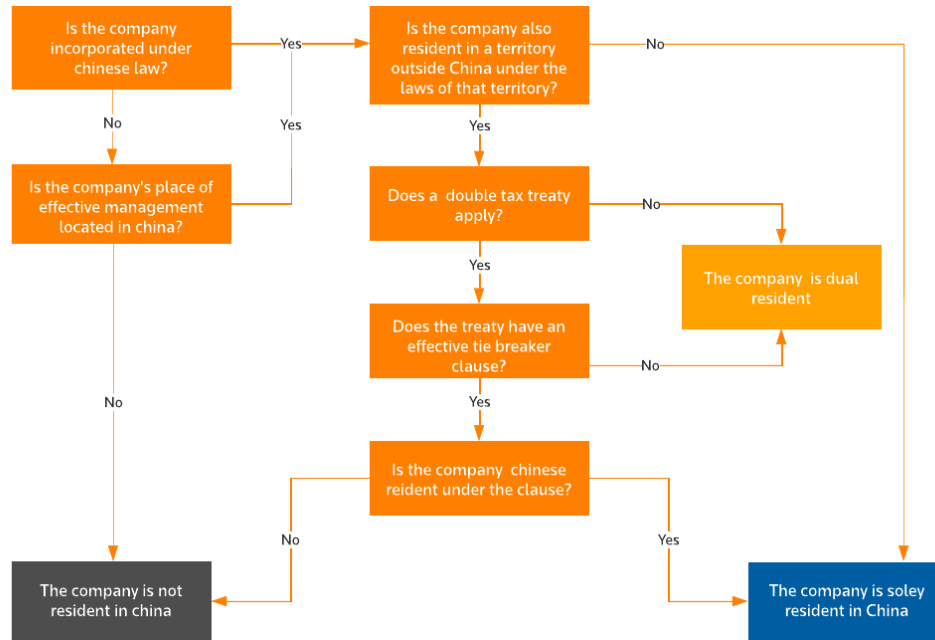 Is the company
incorporated under
chinese law?
Yes
Is the company also
resident in a territory
outside China under the
laws of that territory?
No
No
Yes
Yes
Is the company's place of
effective management
located in china?
Does a  double tax treaty
apply?
No
Yes
The company  is dual
resident
Does the treaty have an
effective tie breaker
clause?
No
No
Yes
Is the company  chinese
reident under the clause?
No
Yes
The company is not
resident in china
The company is soley
resident in China